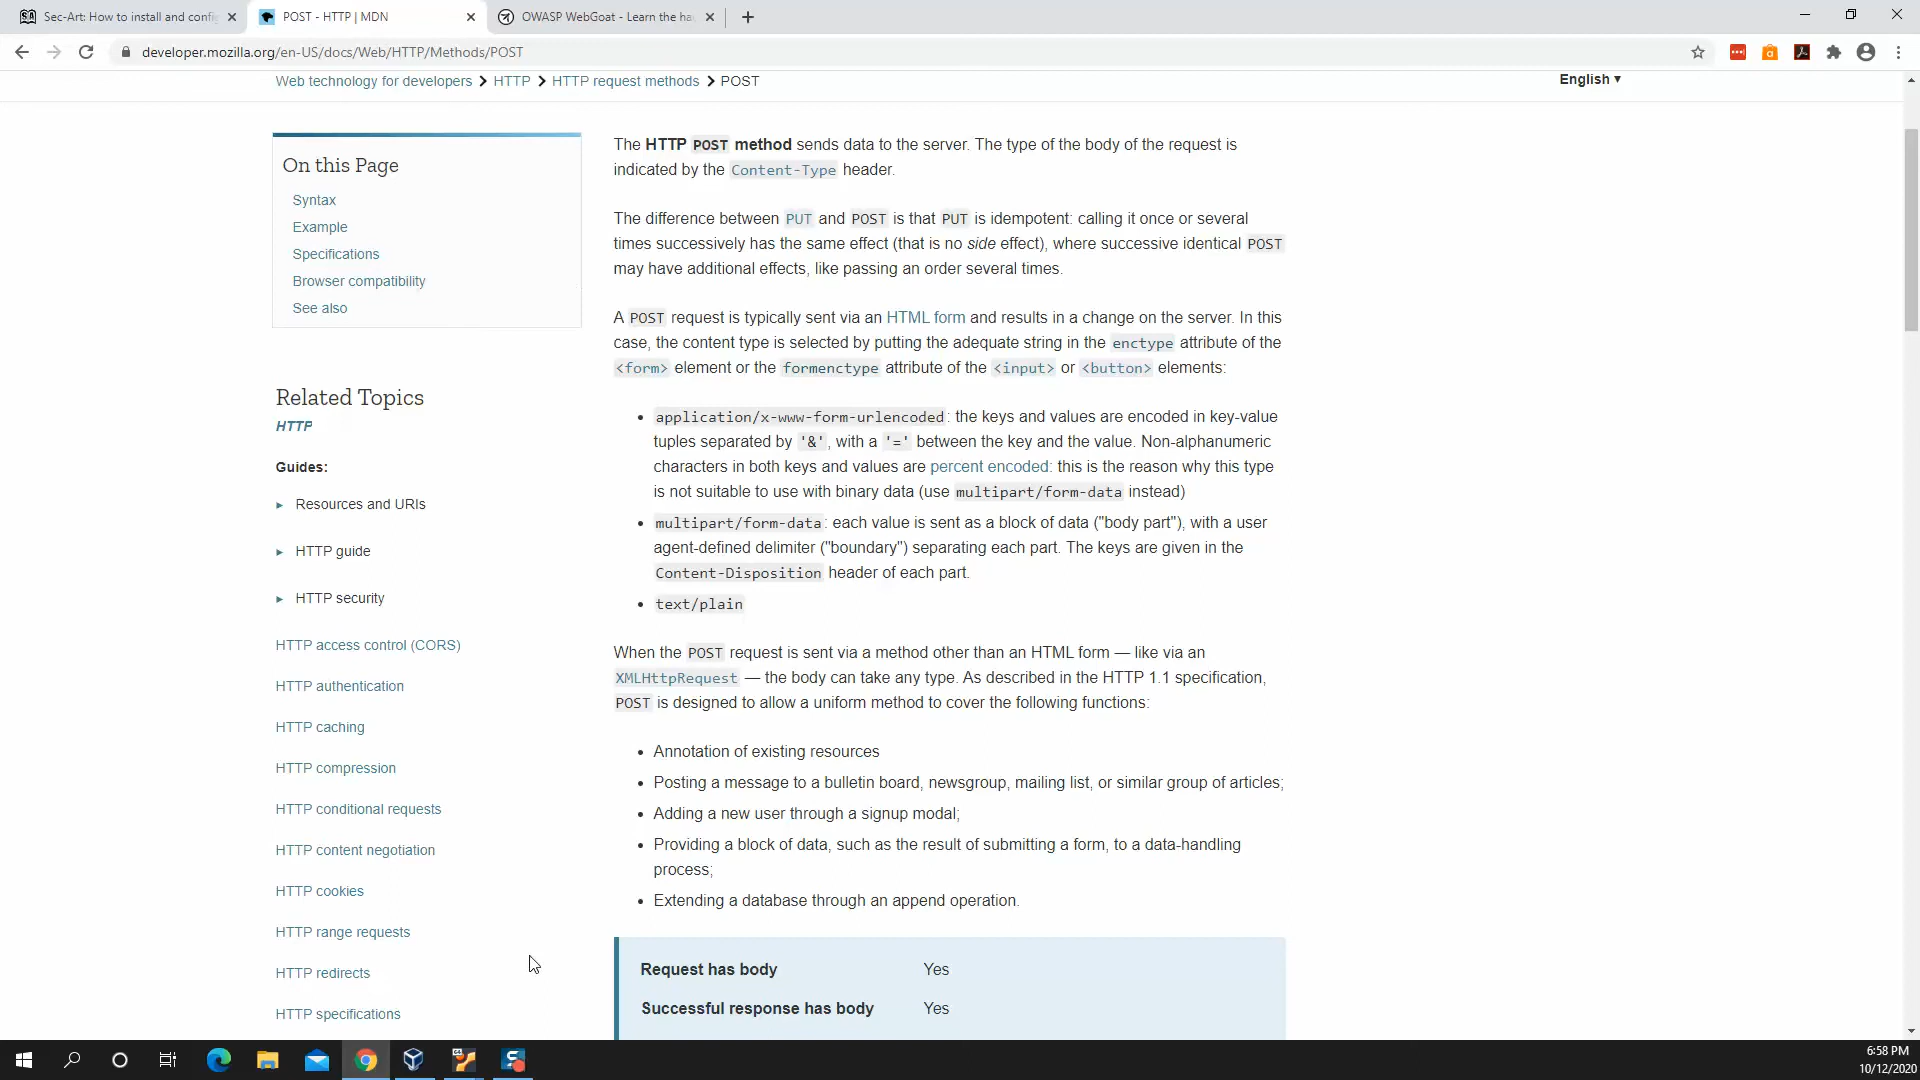 Sec-Art: How to install and confi
POST - HTTP | MDN
OWASP WebGoat - Learn the ha
developer.mozilla.org/en-US/docs/Web/HTTP/Methods/POST
Web technology for developers > HTTP > HTTP request methods > POST
English ▾
On this Page
Syntax
Example
Specifications
Browser compatibility
See also
Related Topics
HTTP
Guides:
Resources and URIs
HTTP guide
HTTP security
HTTP access control (CORS)
HTTP authentication
HTTP caching
HTTP compression
HTTP conditional requests
HTTP content negotiation
HTTP cookies
HTTP range requests
HTTP redirects
HTTP specifications
The HTTP POST method sends data to the server. The type of the body of the request is
indicated by the Content-Type header.
The difference between PUT and POST is that PUT is idempotent: calling it once or several
times successively has the same effect (that is no side effect), where successive identical POST
may have additional effects, like passing an order several times.
A POST request is typically sent via an HTML form and results in a change on the server. In this
case, the content type is selected by putting the adequate string in the enctype attribute of the
<form> element or the formenctype attribute of the <input> or <button> elements:
• application/x-www-form-urlencoded: the keys and values are encoded in key-value
tuples separated by '&', with a '=' between the key and the value. Non-alphanumeric
characters in both keys and values are percent encoded: this is the reason why this type
is not suitable to use with binary data (use multipart/form-data instead)
• multipart/form-data: each value is sent as a block of data ("body part"), with a user
agent-defined delimiter ("boundary") separating each part. The keys are given in the
Content-Disposition header of each part.
• text/plain
When the POST request is sent via a method other than an HTML form — like via an
XMLHttpRequest — the body can take any type. As described in the HTTP 1.1 specification,
POST is designed to allow a uniform method to cover the following functions:
• Annotation of existing resources
• Posting a message to a bulletin board, newsgroup, mailing list, or similar group of articles;
• Adding a new user through a signup modal;
• Providing a block of data, such as the result of submitting a form, to a data-handling
process;
• Extending a database through an append operation.
Request has body Yes
Successful response has body Yes
6:58 PM
10/12/2020